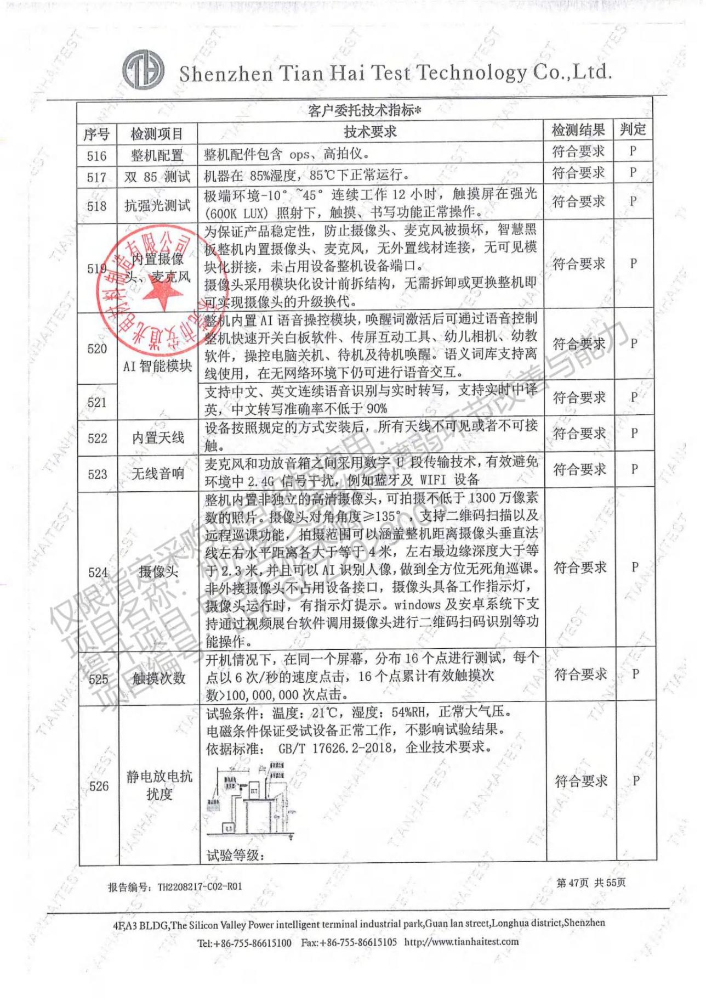 Shenzhen Tian Hai Test Technology Co.,Ltd.
客户委托技术指标*
序号 检测项目 技术要求 检测结果 判定
516 整机配置 整机配件包含 ops、高拍仪。 符合要求 P
517 双 85 测试 机器在 85%湿度，85℃下正常运行。 符合要求 P
518 抗强光测试 极端环境-10°~45°连续工作 12 小时，触摸屏在强光
(600K LUX) 照射下，触摸、书写功能正常操作。 符合要求 P
519 内置摄像
头、麦克风
为保证产品稳定性，防止摄像头、麦克风被损坏，智慧黑
板整机内置摄像头、麦克风，无外置线材连接，无可见模
块化拼接，未占用设备整机设备端口。
摄像头采用模块化设计前拆结构，无需拆卸或更换整机即
可实现摄像头的升级换代。
符合要求 P
520 AI 智能模块
整机内置 AI 语音操控模块，唤醒词激活后可通过语音控制
整机快速开关白板软件、传屏互动工具、幼儿相机、幼教
软件，操控电脑关机、待机及待机唤醒。语义词库支持离
线使用，在无网络环境下仍可进行语音交互。
符合要求 P
521 支持中文、英文连续语音识别与实时转写，支持实时中译
英，中文转写准确率不低于 90%
符合要求 P
522 内置天线 设备按照规定的方式安装后，所有天线不可见或者不可接
触。
符合要求 P
523 无线音响 麦克风和功放音箱之间采用数字 U 段传输技术，有效避免
环境中 2.4G 信号干扰，例如蓝牙及 WIFI 设备
符合要求 P
524 摄像头
整机内置非独立的高清摄像头，可拍摄不低于 1300 万像素
数的照片。摄像头对角角度≥135°，支持二维码扫描以及
远程巡课功能，拍摄范围可以涵盖整机距离摄像头垂直法
线左右水平距离各大于等于 4 米，左右最边缘深度大于等
于 2.3 米，并且可以 AI 识别人像，做到全方位无死角巡课。
非外接摄像头不占用设备接口，摄像头具备工作指示灯，
摄像头运行时，有指示灯提示。windows 及安卓系统下支
持通过视频展台软件调用摄像头进行二维码扫码识别等功
能操作。
符合要求 P
525 触摸次数
开机情况下，在同一个屏幕，分布 16 个点进行测试，每个
点以 6 次/秒的速度点击，16 个点累计有效触摸次
数>100,000,000 次点击。
符合要求 P
526 静电放电抗
扰度
试验条件：温度：21℃，湿度：54%RH，正常大气压。
电磁条件保证受试设备正常工作，不影响试验结果。
依据标准： GB/T 17626.2-2018，企业技术要求。
试验等级：
符合要求 P
报告编号：TH2208217-C02-R01
第 47页 共 55页
4F,A3 BLDG,The Silicon Valley Power intelligent terminal industrial park,Guan lan street,Longhua district,Shenzhen
Tel:+86-755-86615100 Fax:+86-755-86615105 http://www.tianhaitest.com
TIANHAITEST